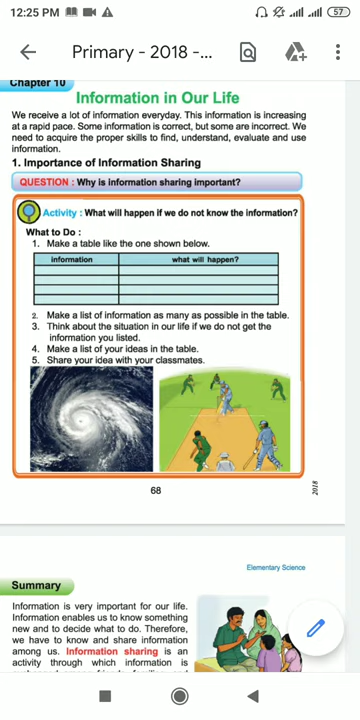 12:25 PM
57
Primary - 2018 -...
Chapter 10
Information in Our Life
We receive a lot of information everyday. This information is increasing
at a rapid pace. Some information is correct, but some are incorrect. We
need to acquire the proper skills to find, understand, evaluate and use
information.
1. Importance of Information Sharing
QUESTION : Why is information sharing important?
Activity : What will happen if we do not know the information?
What to Do :
1. Make a table like the one shown below.
information what will happen?
2. Make a list of information as many as possible in the table.
3. Think about the situation in our life if we do not get the
information you listed.
4. Make a list of your ideas in the table.
5. Share your idea with your classmates.
68
2018
Elementary Science
Summary
Information is very important for our life.
Information enables us to know something
new and to decide what to do. Therefore,
we have to know and share information
among us. Information sharing is an
activity through which information is